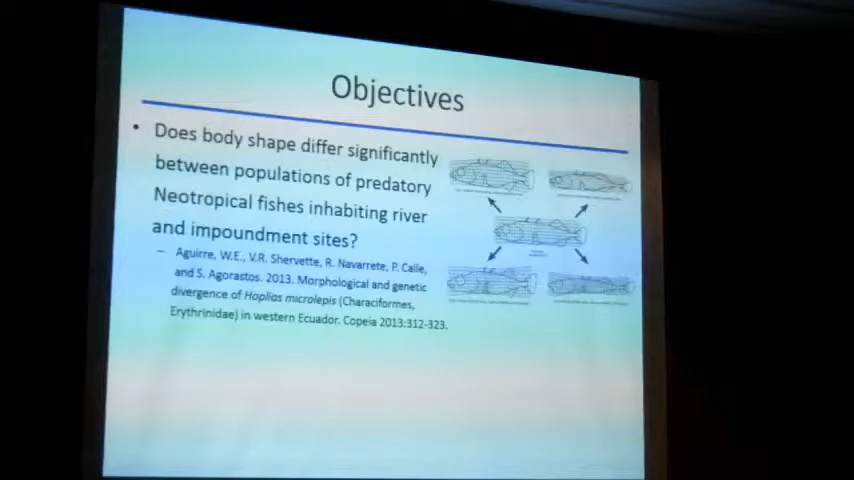 Objectives
• Does body shape differ significantly
between populations of predatory
Neotropical fishes inhabiting river
and impoundment sites?
– Aguirre, W.E., V.R. Shervette, R. Navarrete, P. Calle,
and S. Agorastos. 2013. Morphological and genetic
divergence of Hoplias microlepis (Characiformes,
Erythrinidae) in western Ecuador. Copeia 2013:312-323.